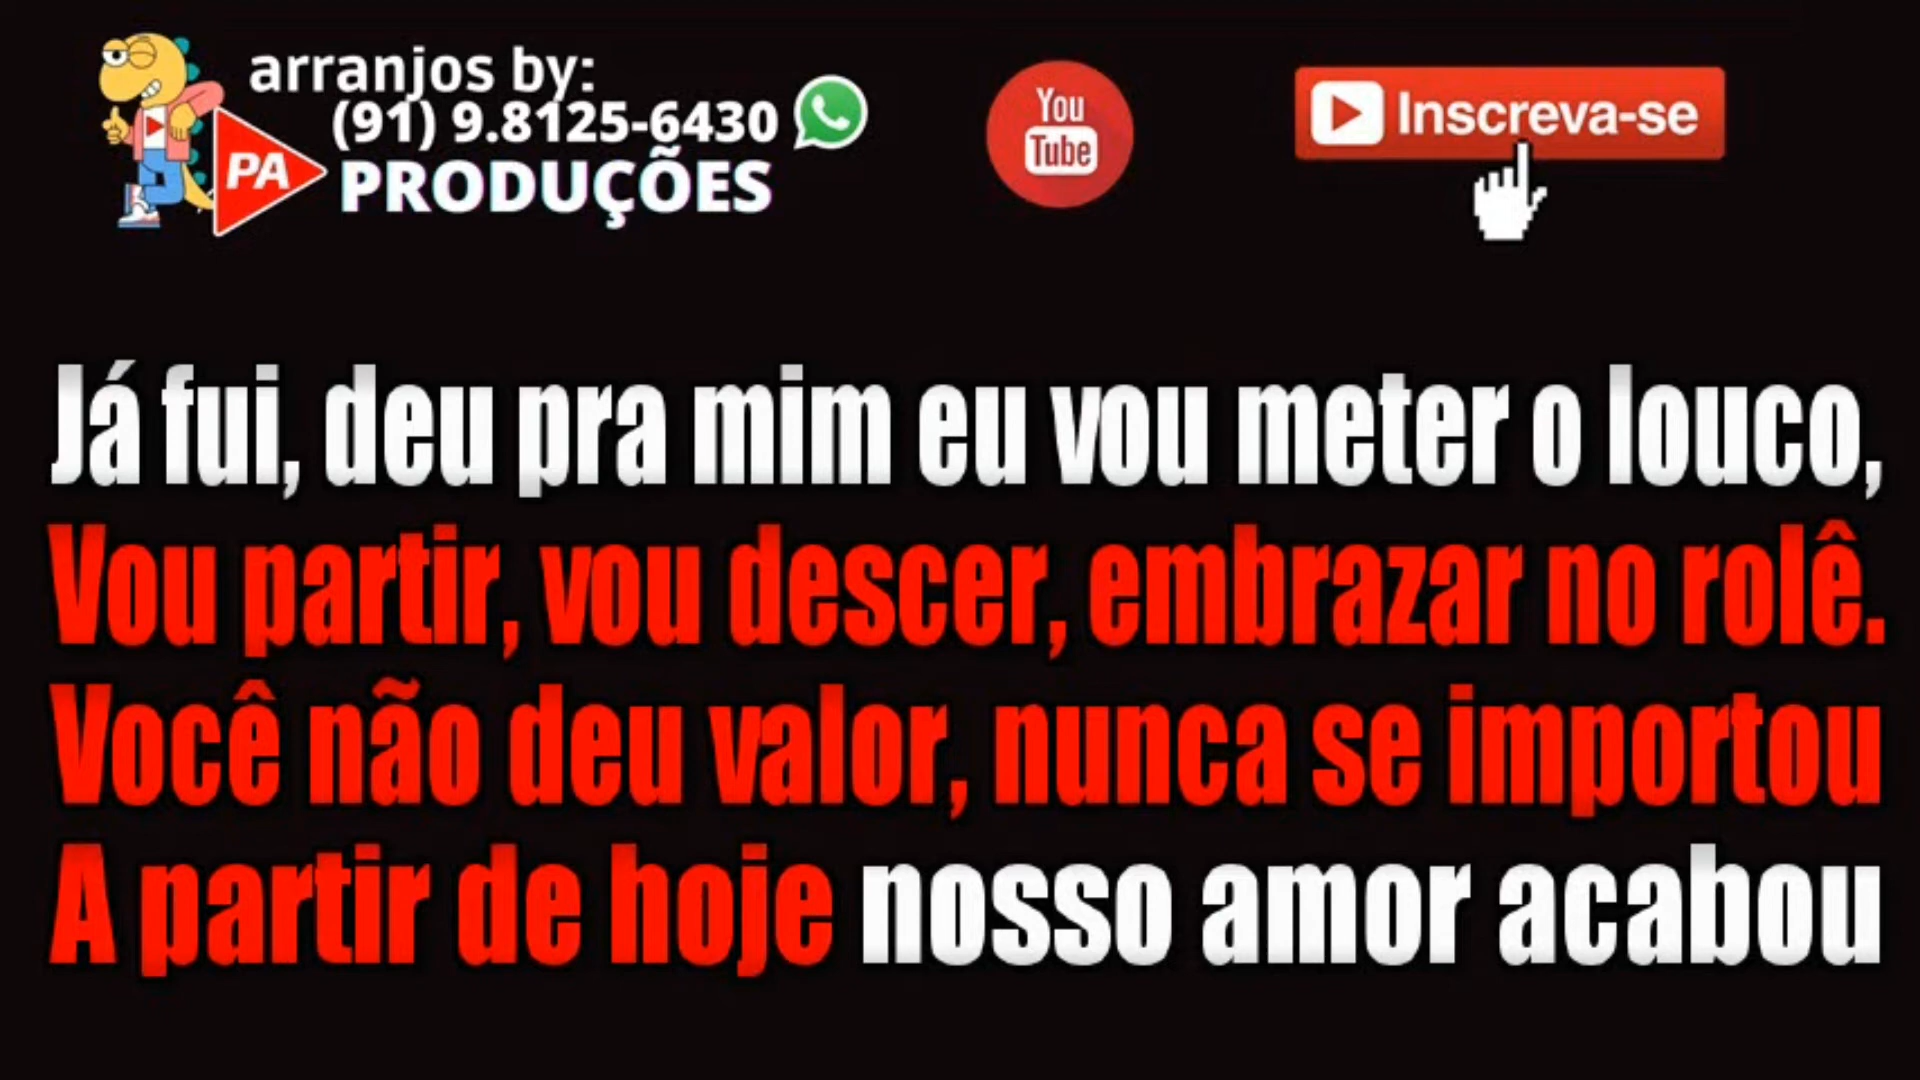 arranjos by:
(91) 9.8125-6430
PA PRODUÇÕES
You
Tube
Inscreva-se
Já fui, deu pra mim eu vou meter o louco,
Vou partir, vou descer, embrazar no rolê.
Você não deu valor, nunca se importou
A partir de hoje nosso amor acabou